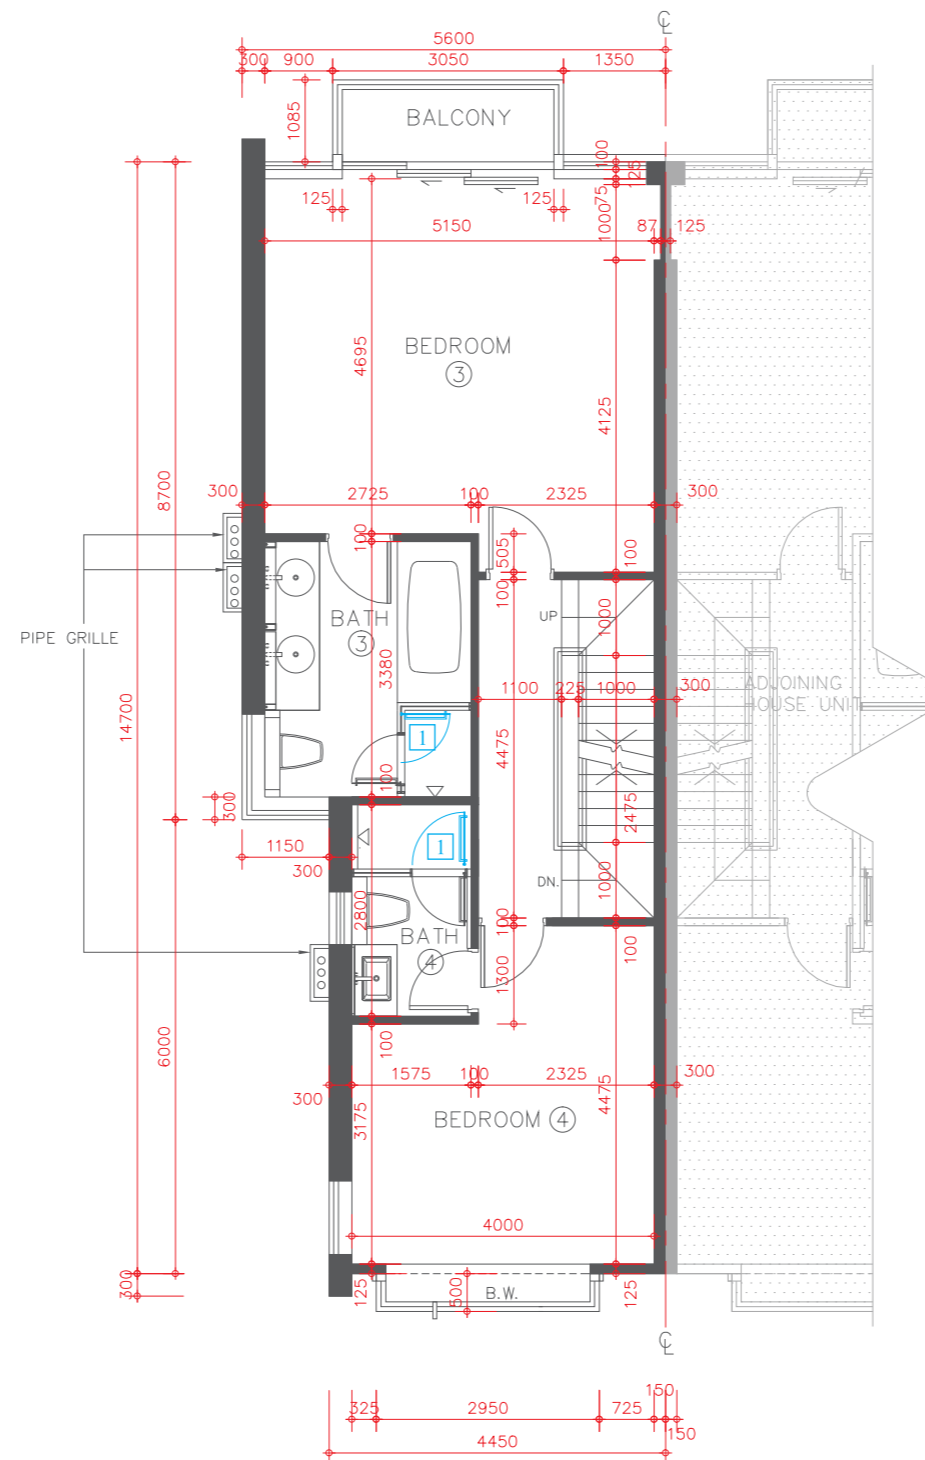 ℄
5600
300 900 3050 1350
1085
BALCONY
100
125
75
125 125
1000
5150 87 125
4695
BEDROOM
3
4125
8700
300 2725 100 2325 300
100
505
100
100
UP
1000
BATH
3
PIPE GRILLE
3380
1100 225 1000 300
ADJOINING
HOUSE UNIT
14700
1
4475
100
2475
300
1150
300
1
DN.
1000
2800
100
BATH
4
100
1300
6000
100
1575 100 2325 300
300
3175
4475
BEDROOM 4
4000
300
125
500
B.W.
125
℄
325 2950 725 150
150
4450